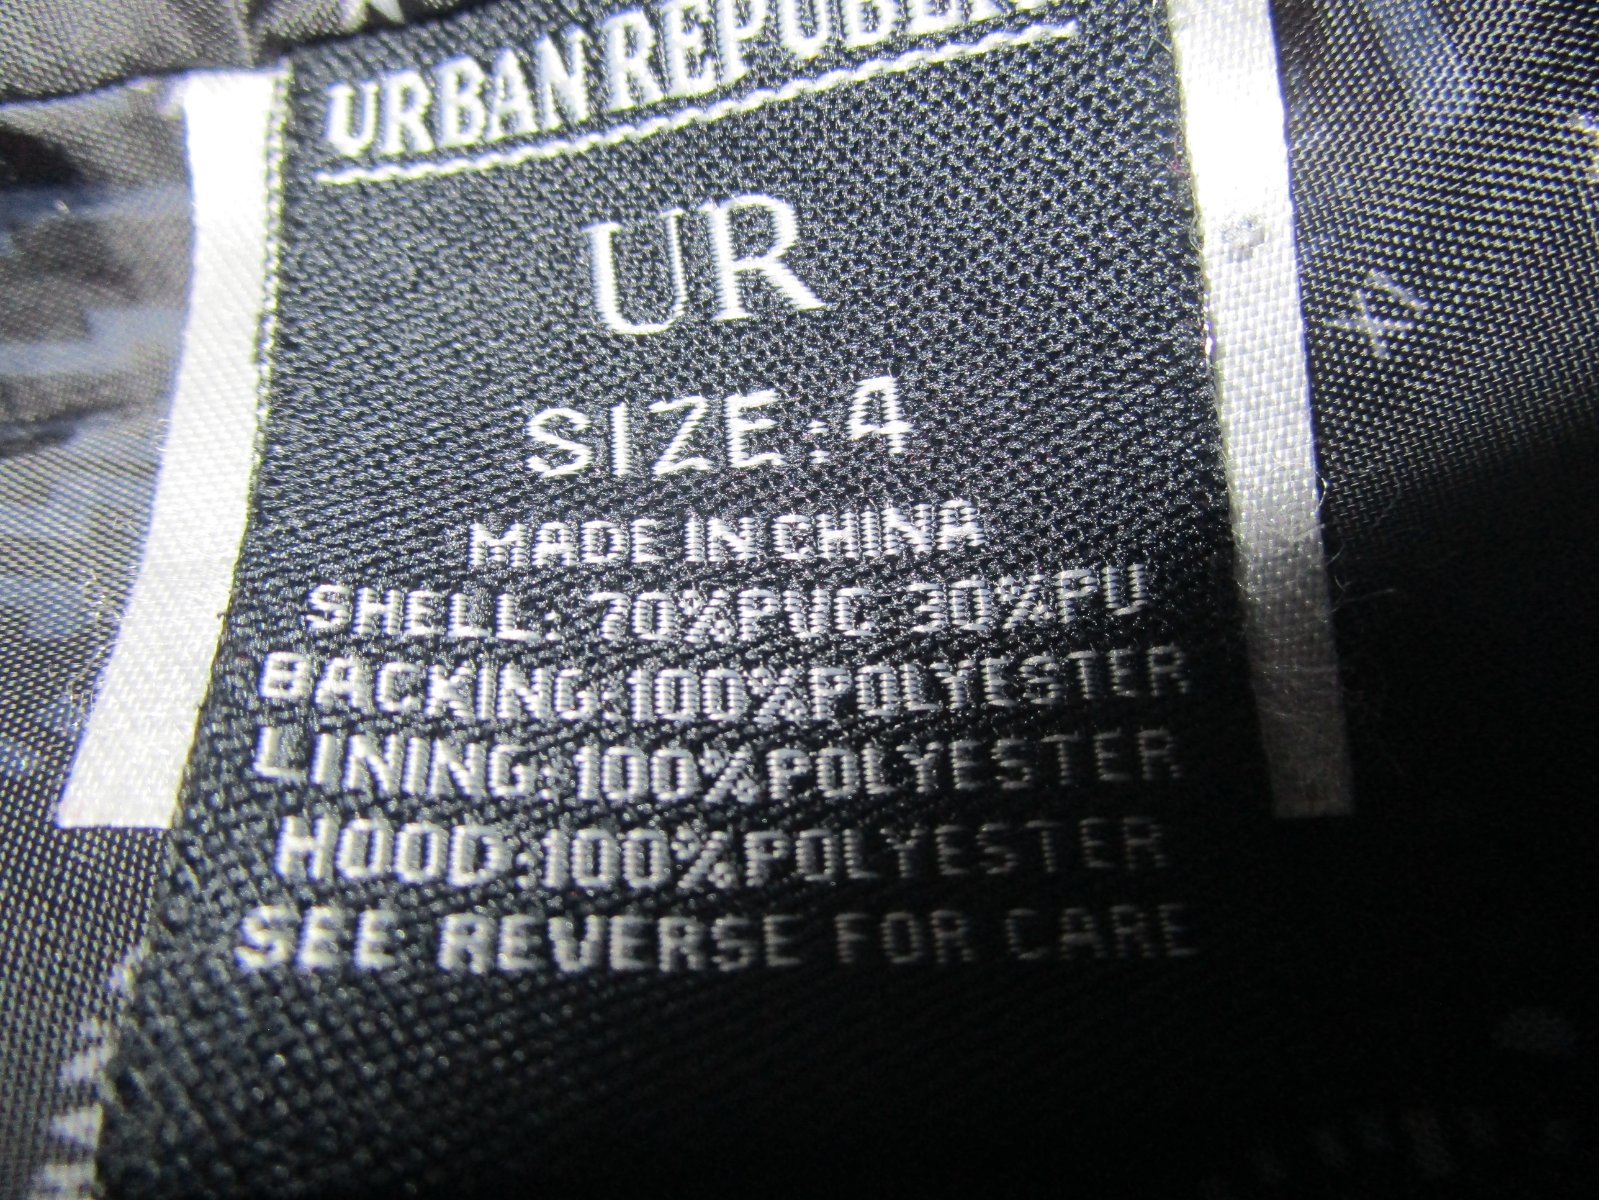 URBAN REPUBLIC
UR
SIZE:4
MADE IN CHINA
SHELL: 70%PVC 30%PU
BACKING:100%POLYESTER
LINING:100%POLYESTER
HOOD:100%POLYESTER
SEE REVERSE FOR CARE